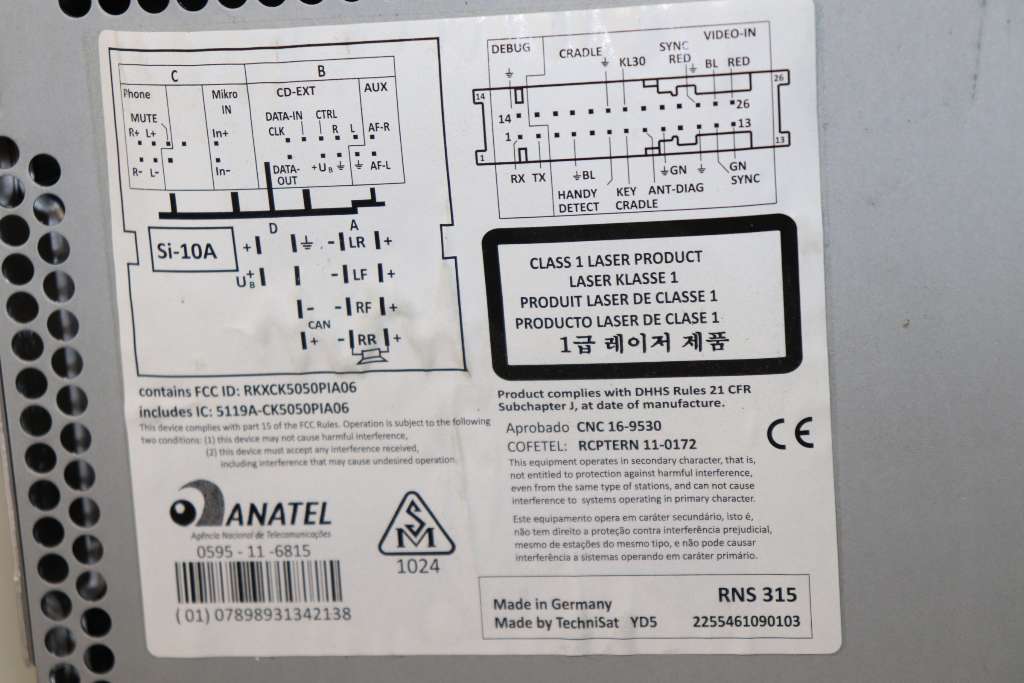 C B
Phone Mikro IN CD-EXT AUX
MUTE DATA-IN CTRL
R+ L+ In+ CLK R L AF-R
R- L- In- DATA-OUT +UB AF-L
D A
Si-10A
+ - LR +
+UB - LF +
- - RF +
CAN
+ - RR +
DEBUG CRADLE SYNC RED VIDEO-IN
KL30 BL RED
14 26
14 26
1 13
1 13
RX TX BL GN GN SYNC
HANDY DETECT KEY CRADLE ANT-DIAG
CLASS 1 LASER PRODUCT
LASER KLASSE 1
PRODUIT LASER DE CLASSE 1
PRODUCTO LASER DE CLASE 1
1급 레이저 제품
contains FCC ID: RKXCK5050PIA06
includes IC: 5119A-CK5050PIA06
This device complies with part 15 of the FCC Rules. Operation is subject to the following
two conditions: (1) this device may not cause harmful interference,
(2) this device must accept any interference received,
including interference that may cause undesired operation.
Product complies with DHHS Rules 21 CFR
Subchapter J, at date of manufacture.
Aprobado CNC 16-9530
COFETEL: RCPTERN 11-0172
CE
This equipment operates in secondary character, that is,
not entitled to protection against harmful interference,
even from the same type of stations, and can not cause
interference to systems operating in primary character.
Este equipamento opera em caráter secundário, isto é,
não tem direito a proteção contra interferência prejudicial,
mesmo de estações do mesmo tipo, e não pode causar
interferência a sistemas operando em caráter primário.
ANATEL
Agência Nacional de Telecomunicações
0595 - 11 -6815
(01) 07898931342138
SM
1024
Made in Germany RNS 315
Made by TechniSat YD5 2255461090103